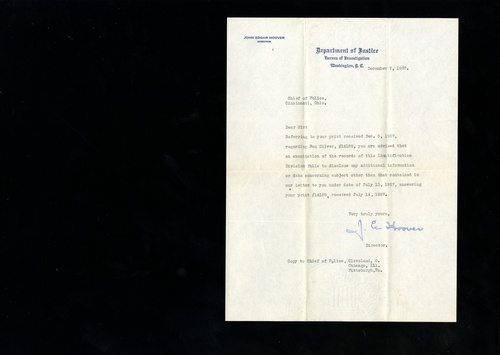 JOHN EDGAR HOOVER
DIRECTOR
Department of Justice
Bureau of Investigation
Washington, D. C.
December 7, 1927.
Chief of Police,
Cincinnati, Ohio.
Dear Sir:
Referring to your print received Dec. 5, 1927,
regarding Ben Silver, you are advised that
an examination of the records of this Identification
Division fails to disclose any additional information
or data concerning subject other than that contained in
our letter to you under date of July 15, 1927, answering
your print received July 14, 1927.
Very truly yours,
J. E. Hoover
Director.
Copy to Chief of Police, Cleveland, O.
Chicago, Ill.
Pittsburgh, Pa.